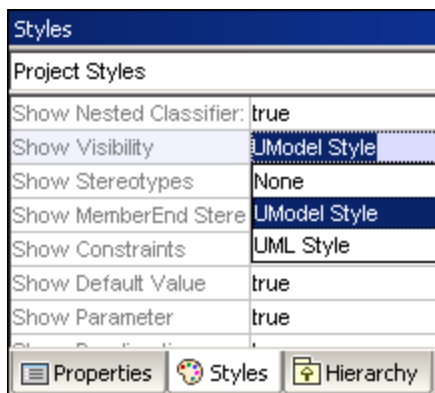 Styles
Project Styles
Show Nested Classifier: true
Show Visibility UModel Style
Show Stereotypes None
Show MemberEnd Stere UModel Style
Show Constraints UML Style
Show Default Value true
Show Parameter true
Properties Styles Hierarchy